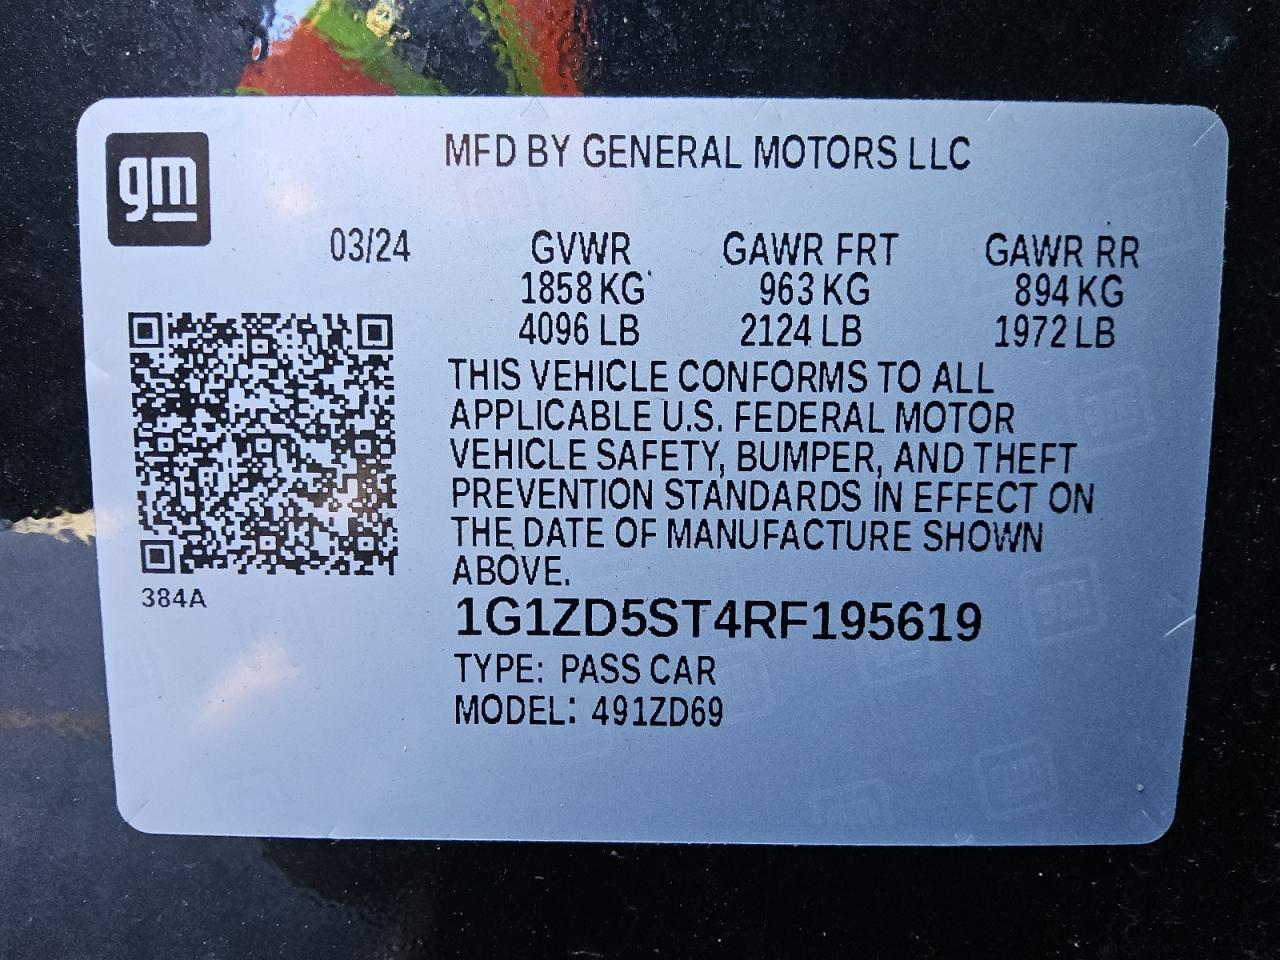 gm
MFD BY GENERAL MOTORS LLC
03/24 GVWR GAWR FRT GAWR RR
1858 KG 963 KG 894 KG
4096 LB 2124 LB 1972 LB
THIS VEHICLE CONFORMS TO ALL
APPLICABLE U.S. FEDERAL MOTOR
VEHICLE SAFETY, BUMPER, AND THEFT
PREVENTION STANDARDS IN EFFECT ON
THE DATE OF MANUFACTURE SHOWN
ABOVE.
384A
1G1ZD5ST4RF195619
TYPE: PASS CAR
MODEL: 491ZD69